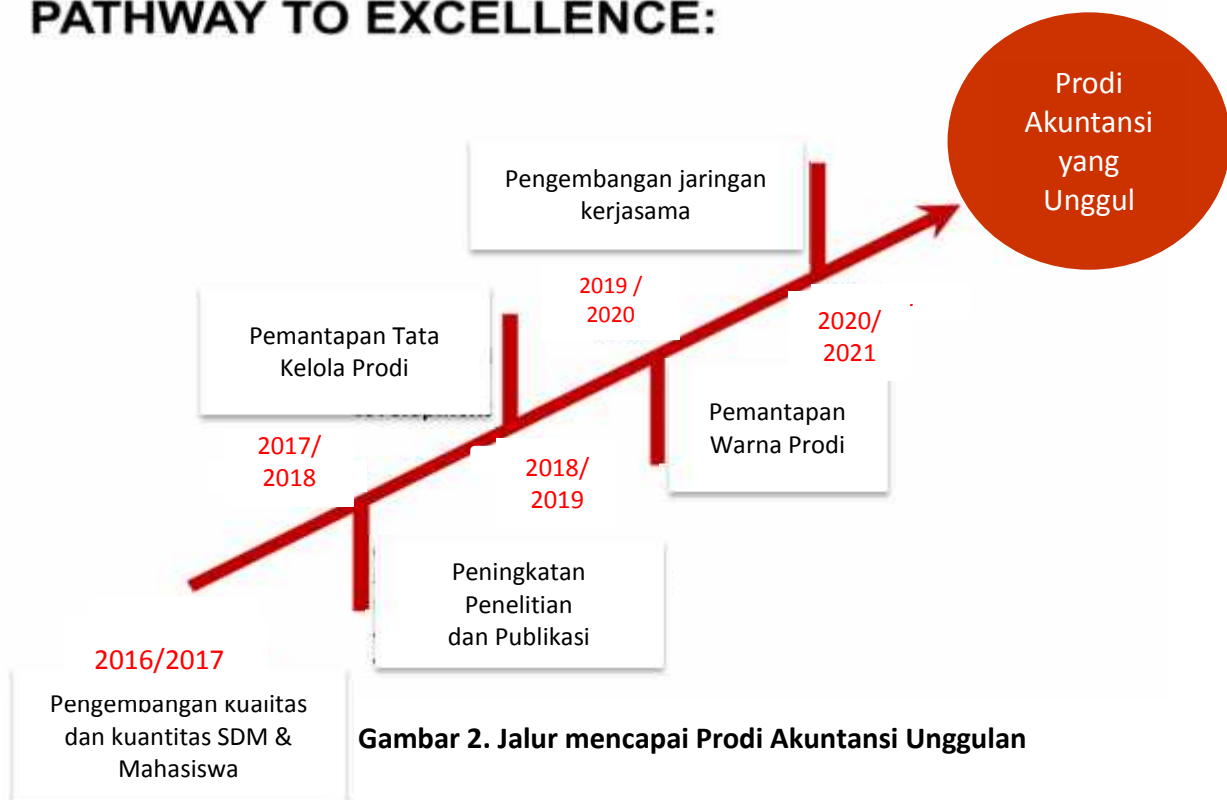 PATHWAY TO EXCELLENCE:
Prodi
Akuntansi
yang
Unggul
Pengembangan jaringan
kerjasama
2019 /
2020
2020/
2021
Pemantapan Tata
Kelola Prodi
Pemantapan
Warna Prodi
2017/
2018
2018/
2019
Peningkatan
Penelitian
dan Publikasi
2016/2017
Pengembangan kualitas
dan kuantitas SDM &
Mahasiswa
Gambar 2. Jalur mencapai Prodi Akuntansi Unggulan